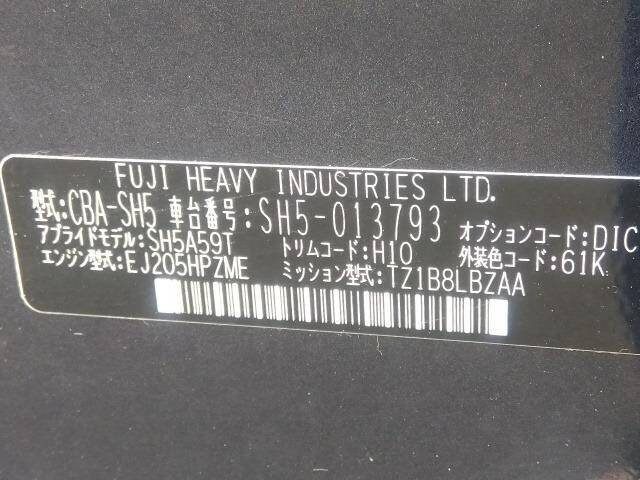 FUJI HEAVY INDUSTRIES LTD.
型式:CBA-SH5 車台番号:SH5-013793 オプションコード:DIC
アプライドモデル:SH5A59T トリムコード:H10 外装色コード:61K
エンジン型式:EJ205HPZME ミッション型式:TZ1B8LBZAA